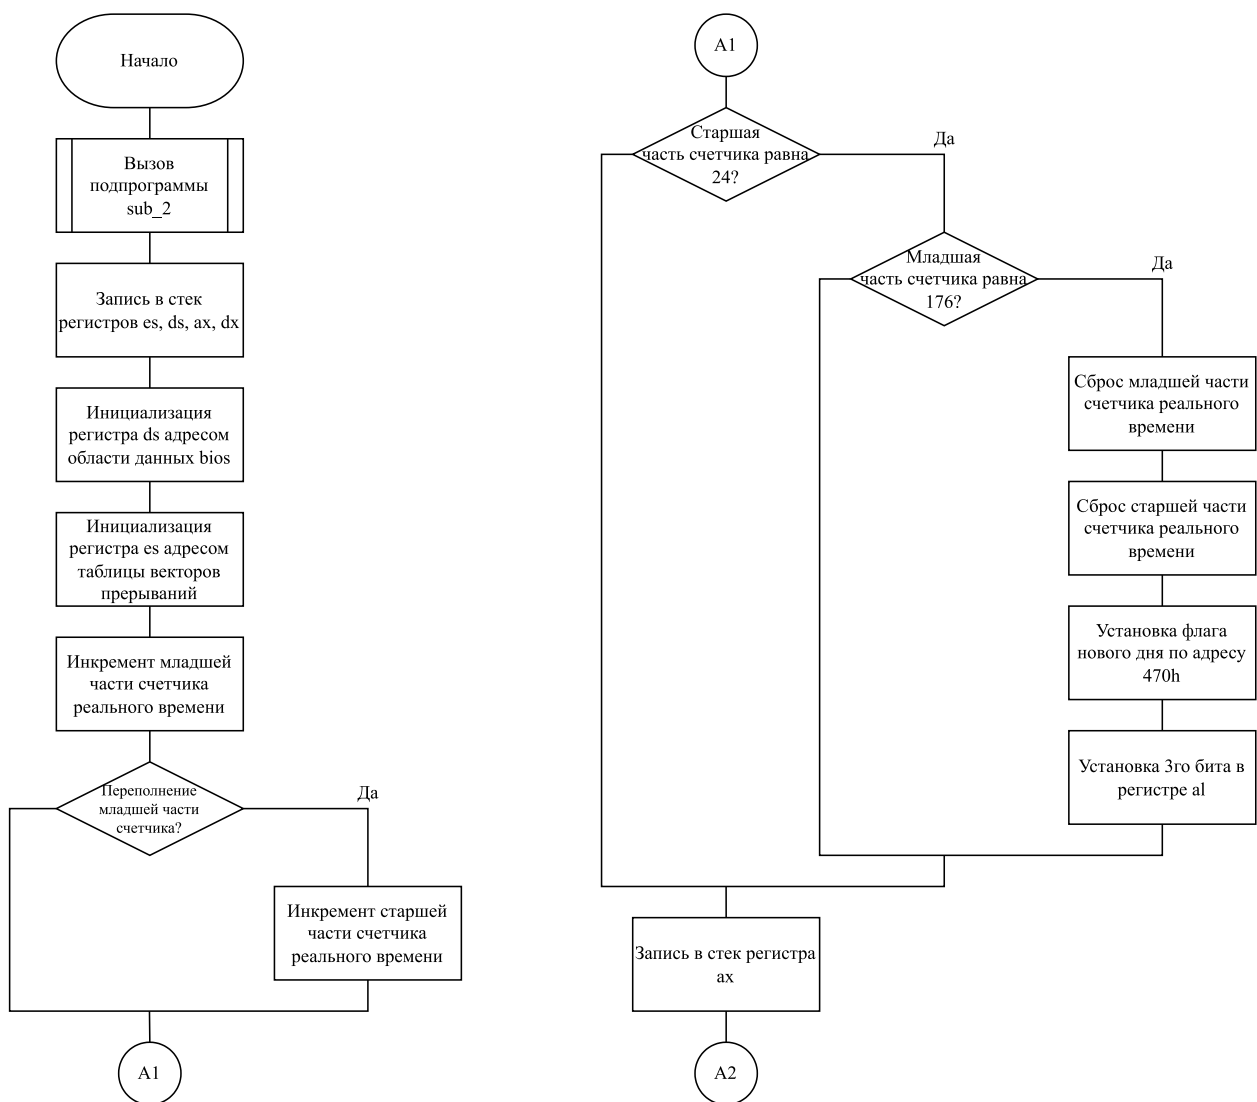 Начало
Вызов
подпрограммы
sub_2
Запись в стек
регистров es, ds, ax, dx
Инициализация
регистра ds адресом
области данных bios
Инициализация
регистра es адресом
таблицы векторов
прерываний
Инкремент младшей
части счетчика
реального времени
Переполнение
младшей части
счетчика?
Да
Инкремент старшей
части счетчика
реального времени
A1
A1
Старшая
часть счетчика равна
24?
Да
Младшая
часть счетчика равна
176?
Да
Сброс младшей части
счетчика реального
времени
Сброс старшей части
счетчика реального
времени
Установка флага
нового дня по адресу
470h
Установка 3го бита в
регистре al
Запись в стек регистра
ax
A2